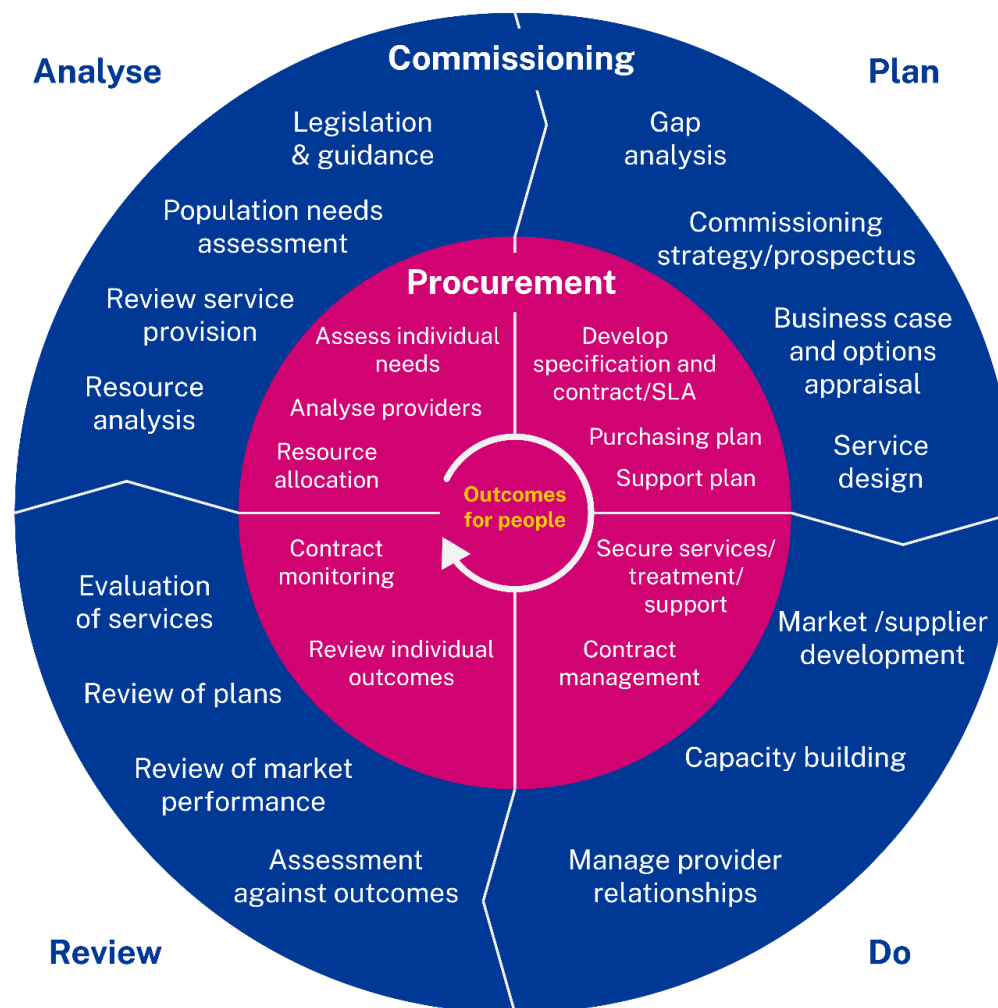 Analyse
Commissioning
Plan
Legislation
& guidance
Population needs
assessment
Review service
provision
Resource
analysis
Gap
analysis
Commissioning
strategy/prospectus
Business case
and options
appraisal
Service
design
Procurement
Assess individual
needs
Analyse providers
Resource
allocation
Develop
specification and
contract/SLA
Purchasing plan
Support plan
Outcomes
for people
Contract
monitoring
Review individual
outcomes
Secure services/
treatment/
support
Contract
management
Evaluation
of services
Review of plans
Review of market
performance
Assessment
against outcomes
Market /supplier
development
Capacity building
Manage provider
relationships
Review
Do